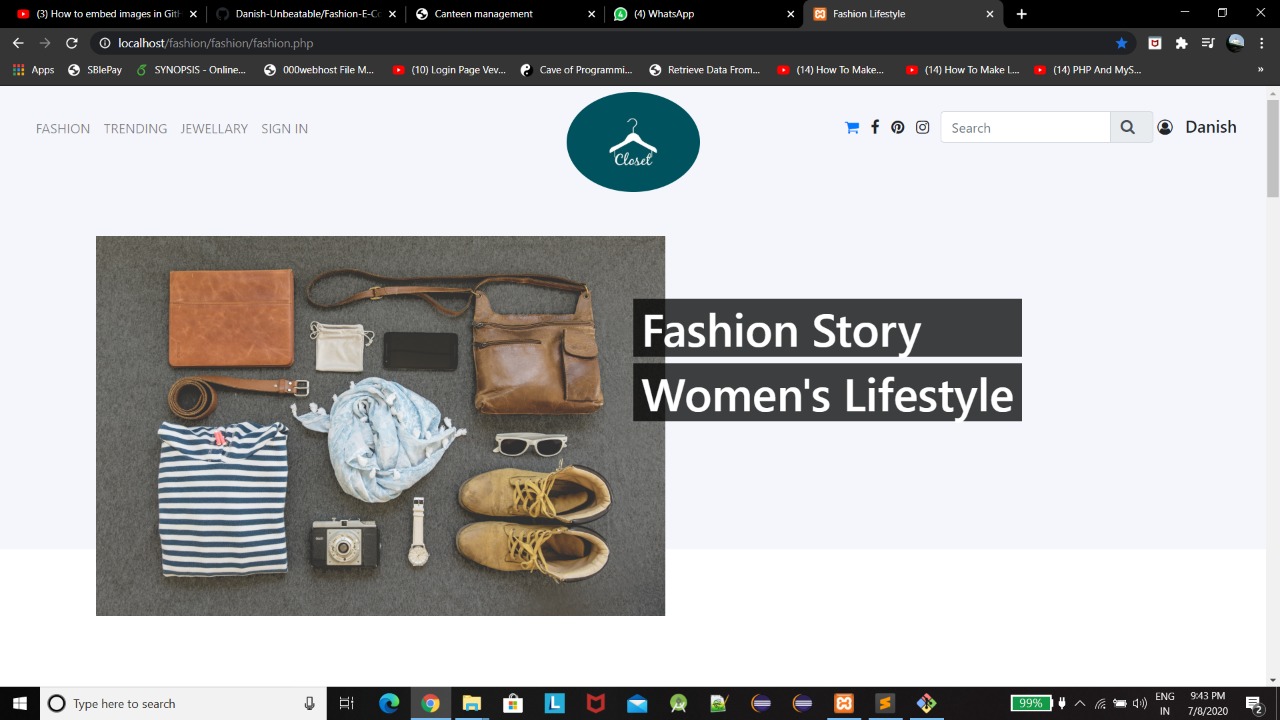 (3) How to embed images in Gith
Danish-Unbeatable/Fashion-E-Co
Canteen management
(4) WhatsApp
Fashion Lifestyle
localhost/fashion/fashion/fashion.php
Apps
SBIePay
SYNOPSIS - Online...
000webhost File M...
(10) Login Page Vev...
Cave of Programmi...
Retrieve Data From...
(14) How To Make...
(14) How To Make L...
(14) PHP And MyS...
»
FASHION TRENDING JEWELLARY SIGN IN
Closet
Search
Danish
Fashion Story
Women's Lifestyle
Type here to search
99%
ENG
IN
9:43 PM
7/8/2020
2